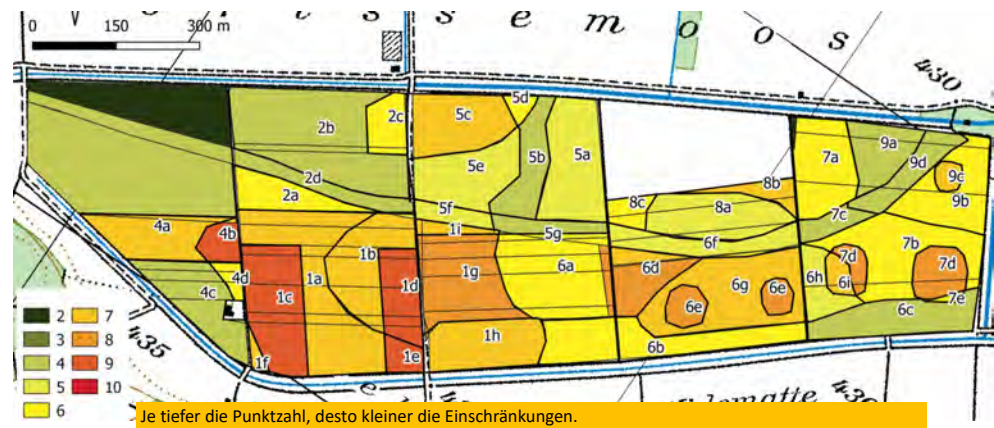 s s e m o o s
0 150 300 m
430
2b 2c 5c 5d
9a
2d 5e 5b 5a 7a 9d
9c
2a 8b
5f 8c 8a 7c 9b
4a 4b 1i 5g 6f 7b
1b 1g 6a 6d 7d 7d
4d 1a 6g 6h
4c 1c 1d 6e 6e 6i
7e
6c
1h
6b
1f 1e
435
2 7
3 8
4 9
5 10
6
Je tiefer die Punktzahl, desto kleiner die Einschränkungen.